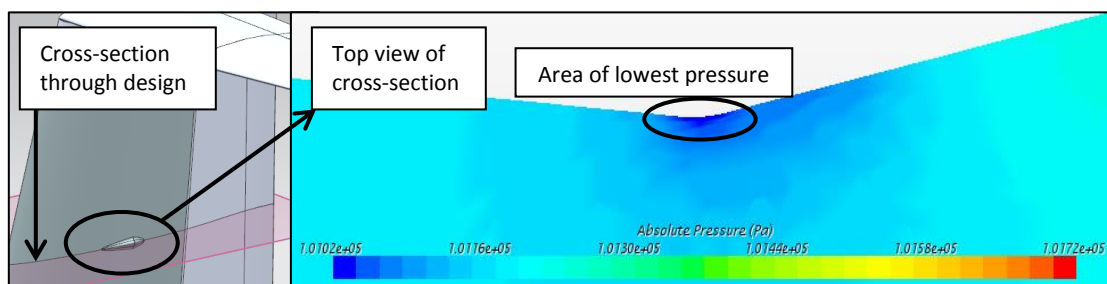 Cross-section
through design
Top view of
cross-section
Area of lowest pressure
Absolute Pressure (Pa)
1.0102e+05 1.0116e+05 1.0130e+05 1.0144e+05 1.0158e+05 1.0172e+05